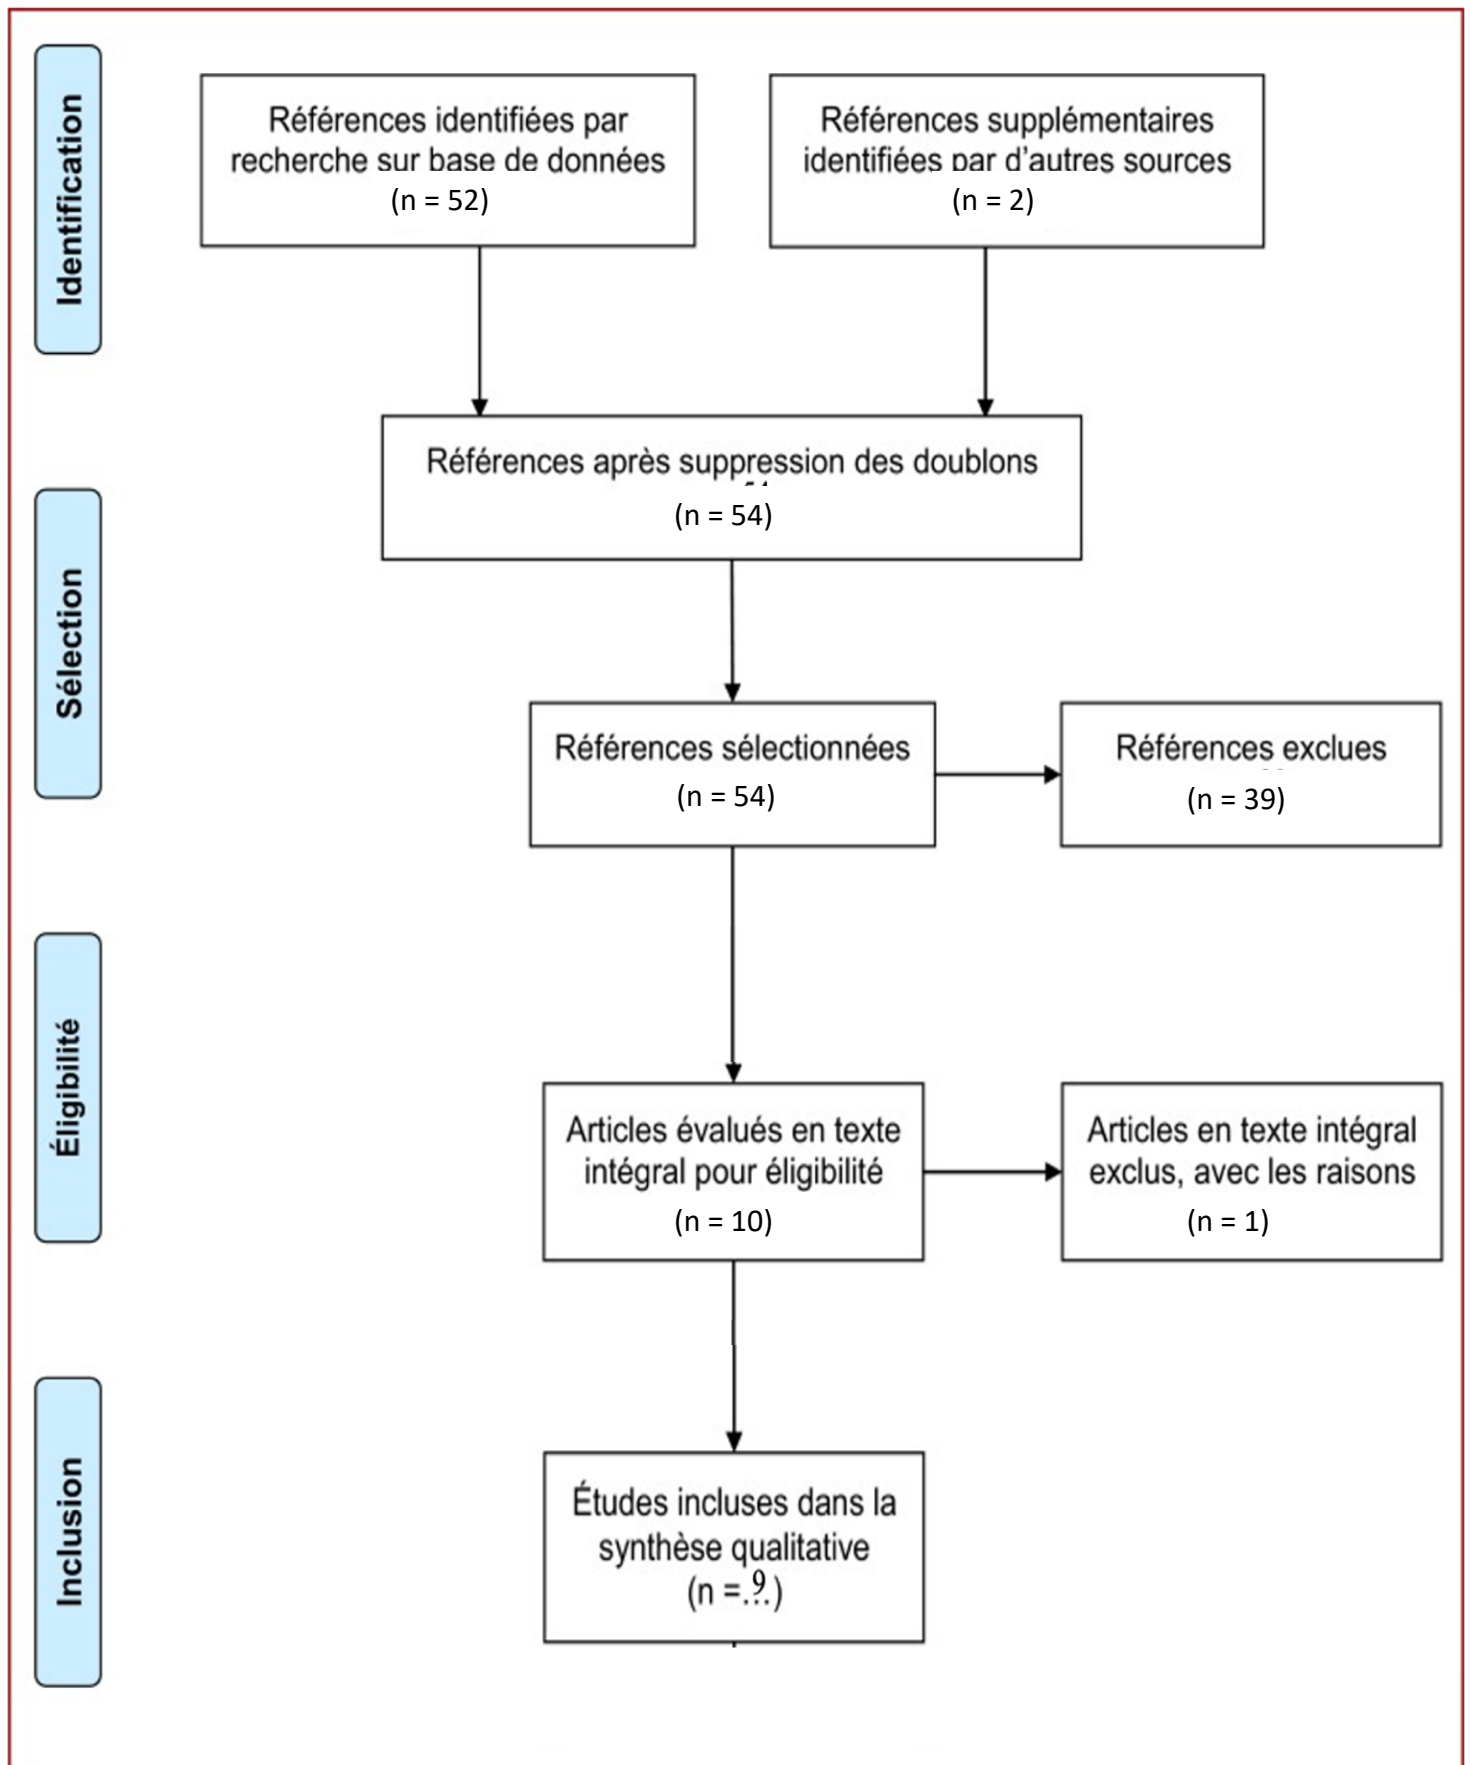 Identification
Références identifiées par
recherche sur base de données
(n = 52)
Références supplémentaires
identifiées par d'autres sources
(n = 2)
Références après suppression des doublons
(n = 54)
Sélection
Références sélectionnées
(n = 54)
Références exclues
(n = 39)
Éligibilité
Articles évalués en texte
intégral pour éligibilité
(n = 10)
Articles en texte intégral
exclus, avec les raisons
(n = 1)
Inclusion
Études incluses dans la
synthèse qualitative
(n =.9.)